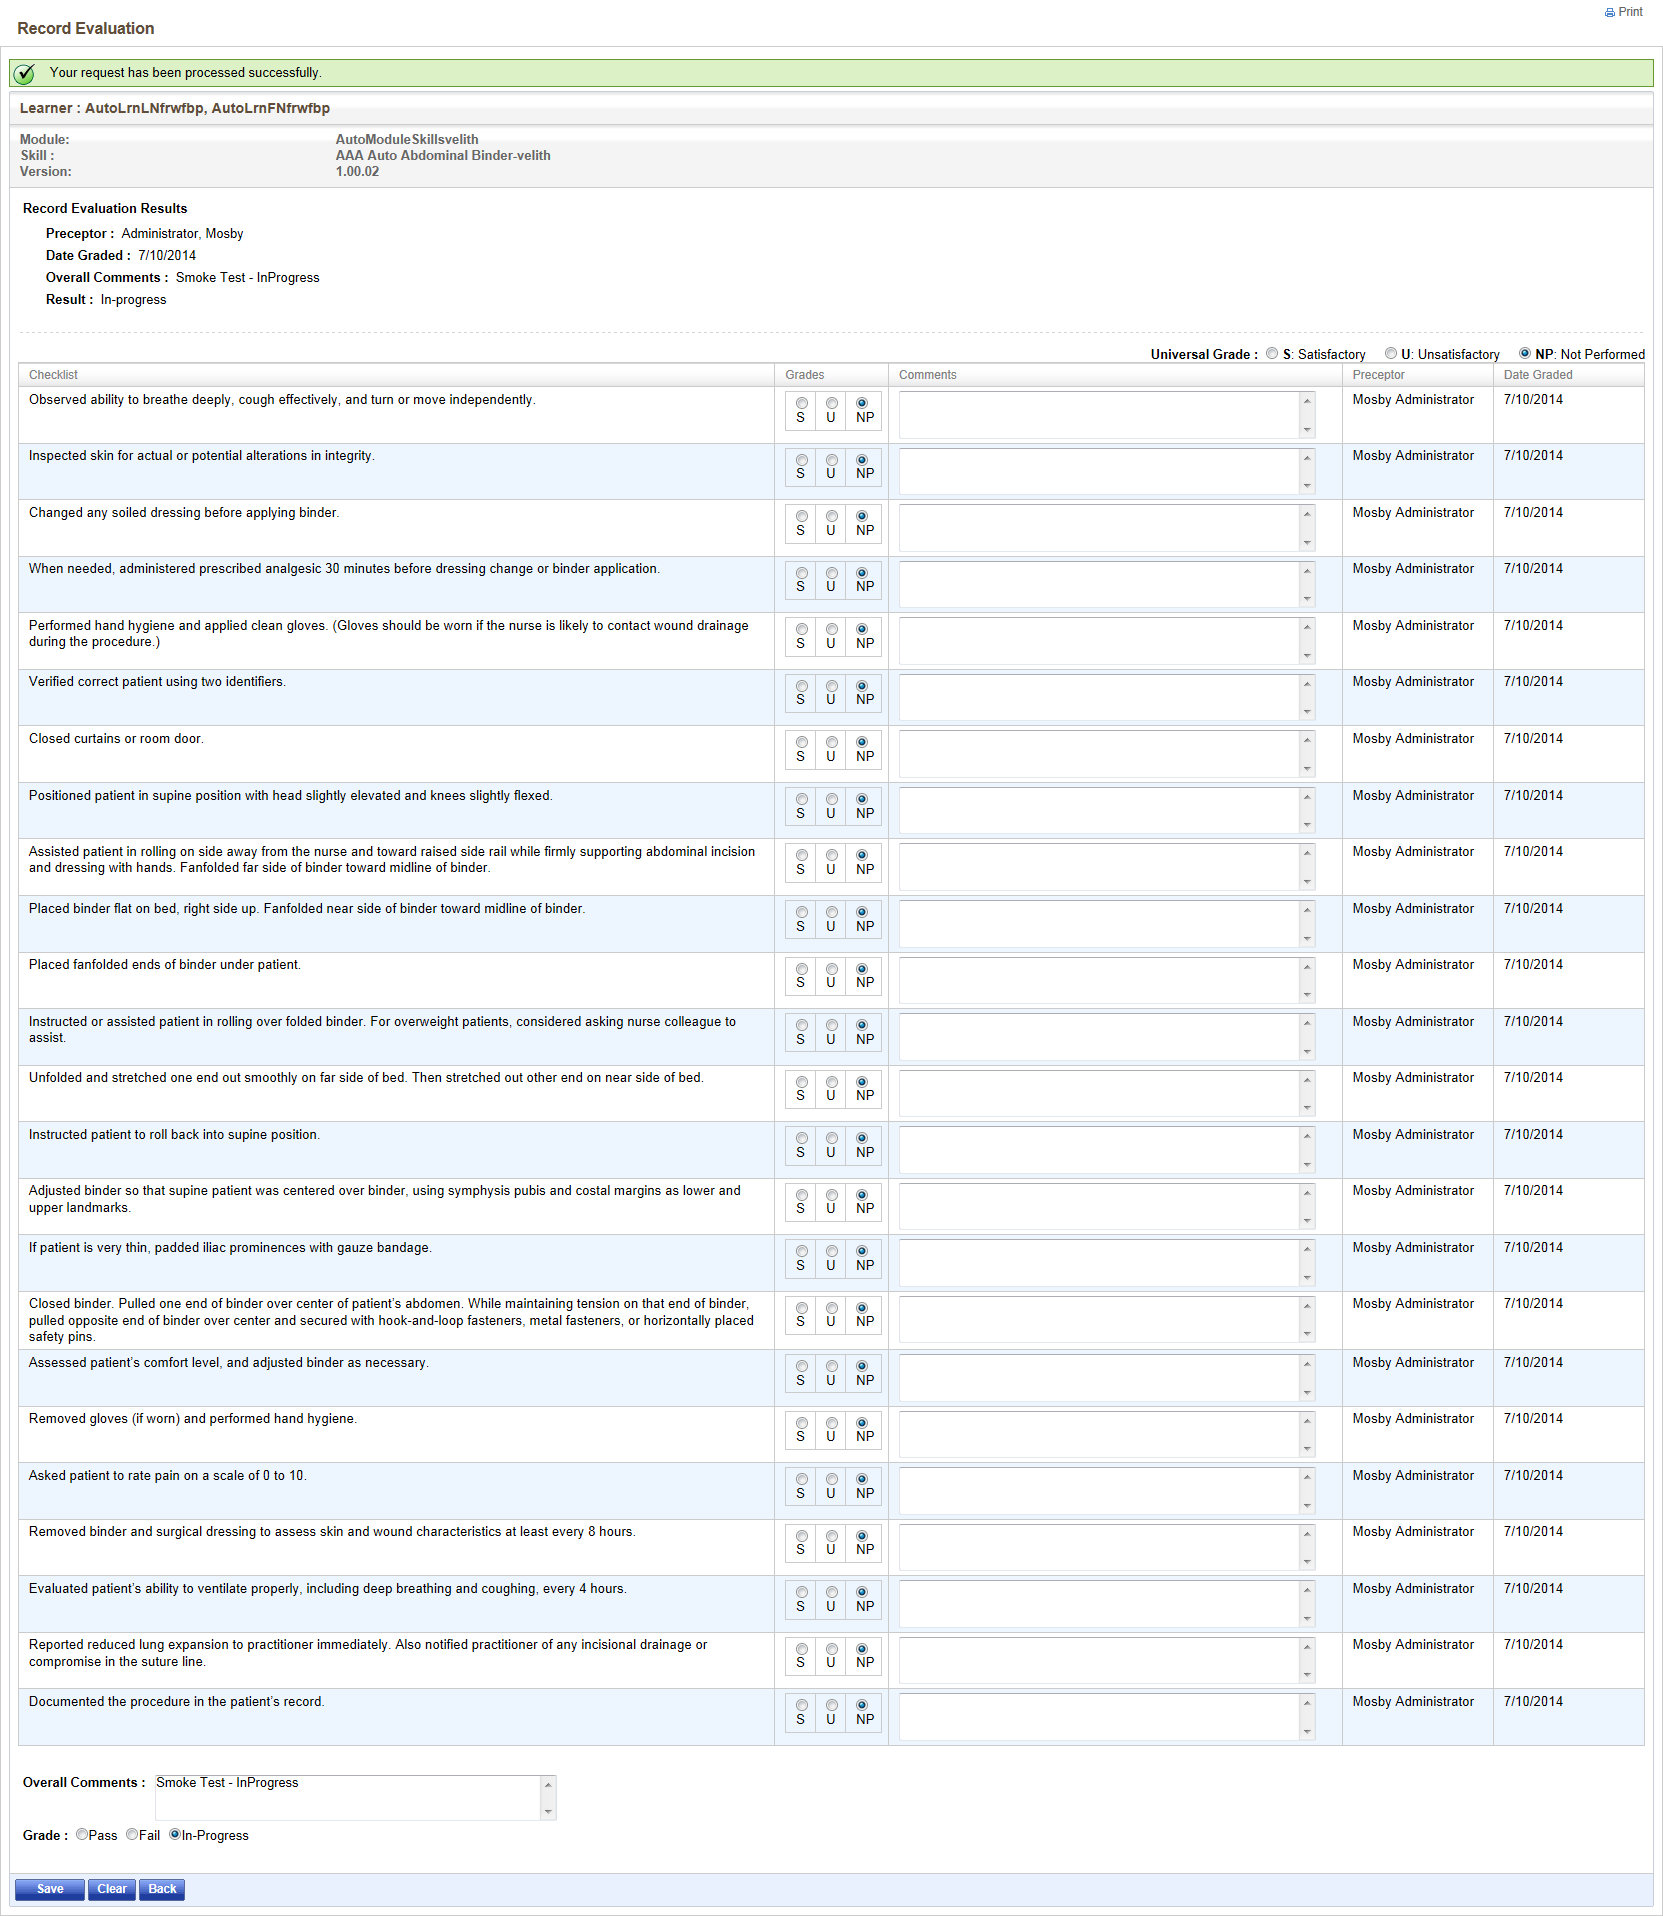 Print
Record Evaluation
Your request has been processed successfully.
Learner : AutoLrnLNfrwfbp, AutoLrnFNfrwfbp
Module: AutoModuleSkillsvelith
Skill : AAA Auto Abdominal Binder-velith
Version: 1.00.02
Record Evaluation Results
Preceptor : Administrator, Mosby
Date Graded : 7/10/2014
Overall Comments : Smoke Test - InProgress
Result : In-progress
Universal Grade : S: Satisfactory U: Unsatisfactory NP: Not Performed
Checklist Grades Comments Preceptor Date Graded
Observed ability to breathe deeply, cough effectively, and turn or move independently. Mosby Administrator 7/10/2014
S U NP
Inspected skin for actual or potential alterations in integrity. Mosby Administrator 7/10/2014
S U NP
Changed any soiled dressing before applying binder. Mosby Administrator 7/10/2014
S U NP
When needed, administered prescribed analgesic 30 minutes before dressing change or binder application. Mosby Administrator 7/10/2014
S U NP
Performed hand hygiene and applied clean gloves. (Gloves should be worn if the nurse is likely to contact wound drainage Mosby Administrator 7/10/2014
during the procedure.) S U NP
Verified correct patient using two identifiers. Mosby Administrator 7/10/2014
S U NP
Closed curtains or room door. Mosby Administrator 7/10/2014
S U NP
Positioned patient in supine position with head slightly elevated and knees slightly flexed. Mosby Administrator 7/10/2014
S U NP
Assisted patient in rolling on side away from the nurse and toward raised side rail while firmly supporting abdominal incision Mosby Administrator 7/10/2014
and dressing with hands. Fanfolded far side of binder toward midline of binder. S U NP
Placed binder flat on bed, right side up. Fanfolded near side of binder toward midline of binder. Mosby Administrator 7/10/2014
S U NP
Placed fanfolded ends of binder under patient. Mosby Administrator 7/10/2014
S U NP
Instructed or assisted patient in rolling over folded binder. For overweight patients, considered asking nurse colleague to Mosby Administrator 7/10/2014
assist. S U NP
Unfolded and stretched one end out smoothly on far side of bed. Then stretched out other end on near side of bed. Mosby Administrator 7/10/2014
S U NP
Instructed patient to roll back into supine position. Mosby Administrator 7/10/2014
S U NP
Adjusted binder so that supine patient was centered over binder, using symphysis pubis and costal margins as lower and Mosby Administrator 7/10/2014
upper landmarks. S U NP
If patient is very thin, padded iliac prominences with gauze bandage. Mosby Administrator 7/10/2014
S U NP
Closed binder. Pulled one end of binder over center of patient's abdomen. While maintaining tension on that end of binder, Mosby Administrator 7/10/2014
pulled opposite end of binder over center and secured with hook-and-loop fasteners, metal fasteners, or horizontally placed S U NP
safety pins.
Assessed patient's comfort level, and adjusted binder as necessary. Mosby Administrator 7/10/2014
S U NP
Removed gloves (if worn) and performed hand hygiene. Mosby Administrator 7/10/2014
S U NP
Asked patient to rate pain on a scale of 0 to 10. Mosby Administrator 7/10/2014
S U NP
Removed binder and surgical dressing to assess skin and wound characteristics at least every 8 hours. Mosby Administrator 7/10/2014
S U NP
Evaluated patient's ability to ventilate properly, including deep breathing and coughing, every 4 hours. Mosby Administrator 7/10/2014
S U NP
Reported reduced lung expansion to practitioner immediately. Also notified practitioner of any incisional drainage or Mosby Administrator 7/10/2014
compromise in the suture line. S U NP
Documented the procedure in the patient's record. Mosby Administrator 7/10/2014
S U NP
Overall Comments : Smoke Test - InProgress
Grade : Pass Fail In-Progress
Save Clear Back